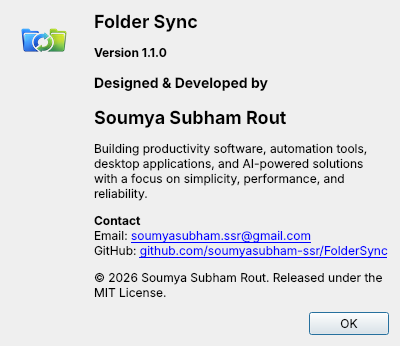 Folder Sync
Version 1.1.0
Designed & Developed by
Soumya Subham Rout
Building productivity software, automation tools,
desktop applications, and AI-powered solutions
with a focus on simplicity, performance, and
reliability.
Contact
Email: soumyasubham.ssr@gmail.com
GitHub: github.com/soumyasubham-ssr/FolderSync
© 2026 Soumya Subham Rout. Released under the
MIT License.
OK